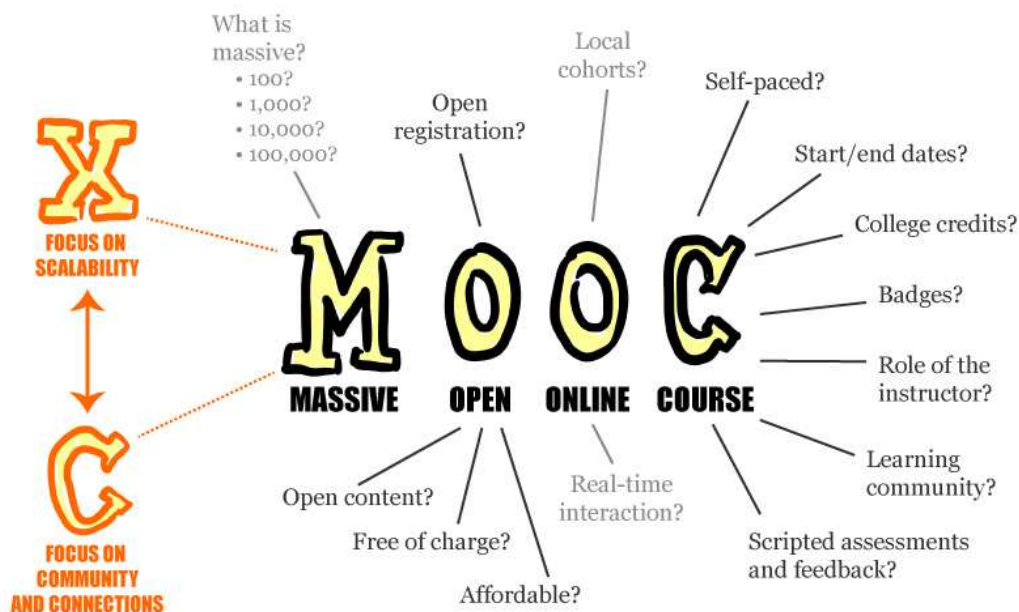 What is
massive?
• 100?
• 1,000?
• 10,000?
• 100,000?
Open
registration?
Local
cohorts?
Self-paced?
Start/end dates?
College credits?
Badges?
Role of the
instructor?
Learning
community?
Scripted assessments
and feedback?
X
FOCUS ON
SCALABILITY
C
FOCUS ON
COMMUNITY
AND CONNECTIONS
MOOC
MASSIVE OPEN ONLINE COURSE
Open content?
Free of charge?
Affordable?
Real-time
interaction?